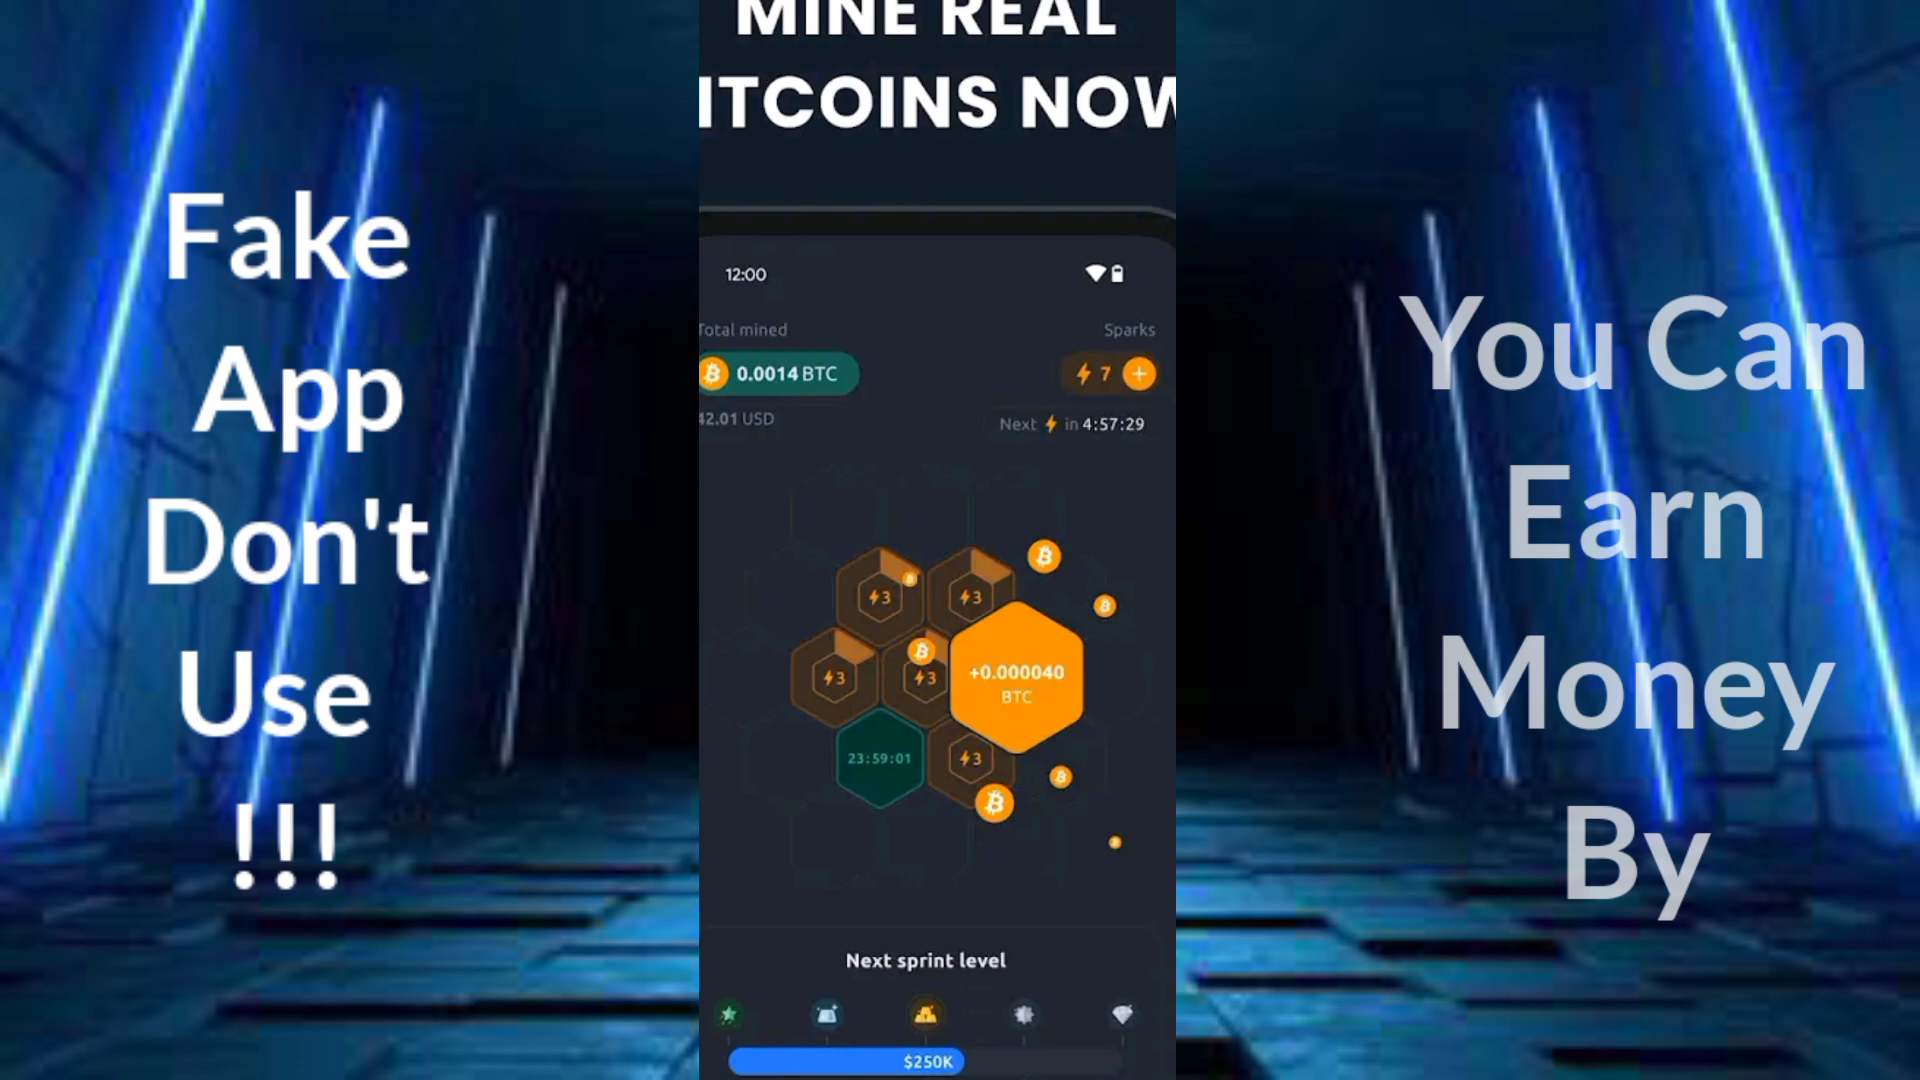 Fake
App
Don't
Use
!!!
MINE REAL
ITCOINS NOW
12:00
Total mined
Sparks
0.0014 BTC
7 +
42.01 USD
Next in 4:57:29
3
3
3
3
+0.000040
BTC
23:59:01
3
Next sprint level
$250K
You Can
Earn
Money
By